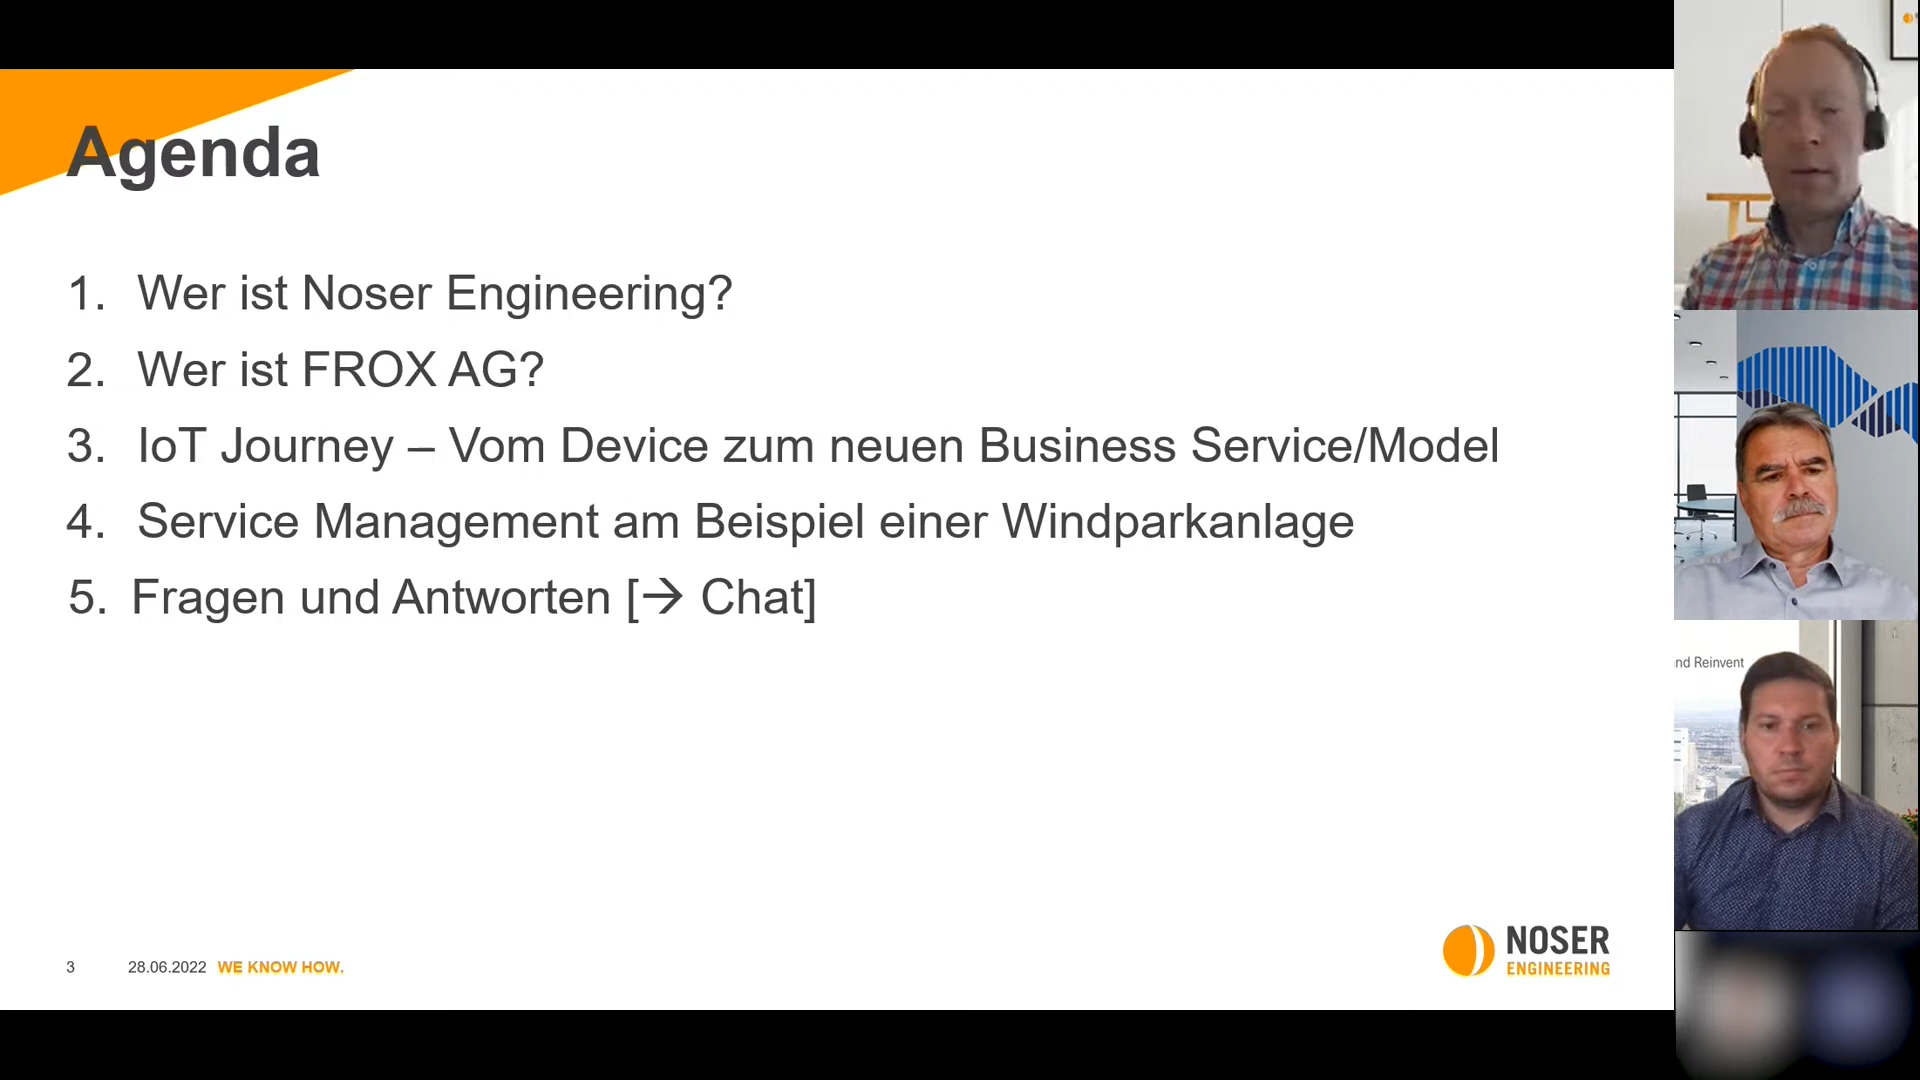 Agenda
1. Wer ist Noser Engineering?
2. Wer ist FROX AG?
3. IoT Journey – Vom Device zum neuen Business Service/Model
4. Service Management am Beispiel einer Windparkanlage
5. Fragen und Antworten [→ Chat]
nd Reinvent
3 28.06.2022 WE KNOW HOW.
NOSER
ENGINEERING